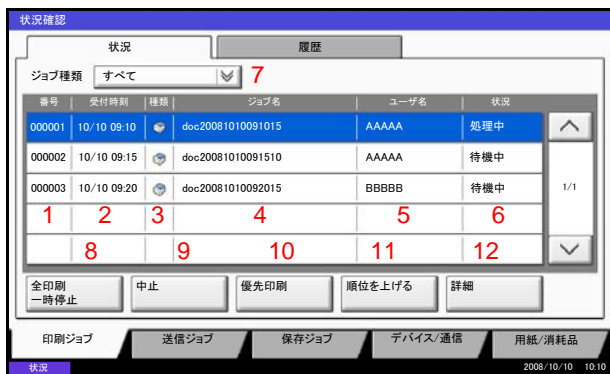 状況確認
状況 履歴
ジョブ種類 すべて 7
番号 受付時刻 種類 ジョブ名 ユーザ名 状況
000001 10/10 09:10 doc20081010091015 AAAAA 処理中
000002 10/10 09:15 doc20081010091510 AAAAA 待機中
000003 10/10 09:20 doc20081010092015 BBBBB 待機中 1/1
1 2 3 4 5 6
8 9 10 11 12
全印刷 中止 優先印刷 順位を上げる 詳細
一時停止
印刷ジョブ 送信ジョブ 保存ジョブ デバイス/通信 用紙/消耗品
状況 2008/10/10 10:10